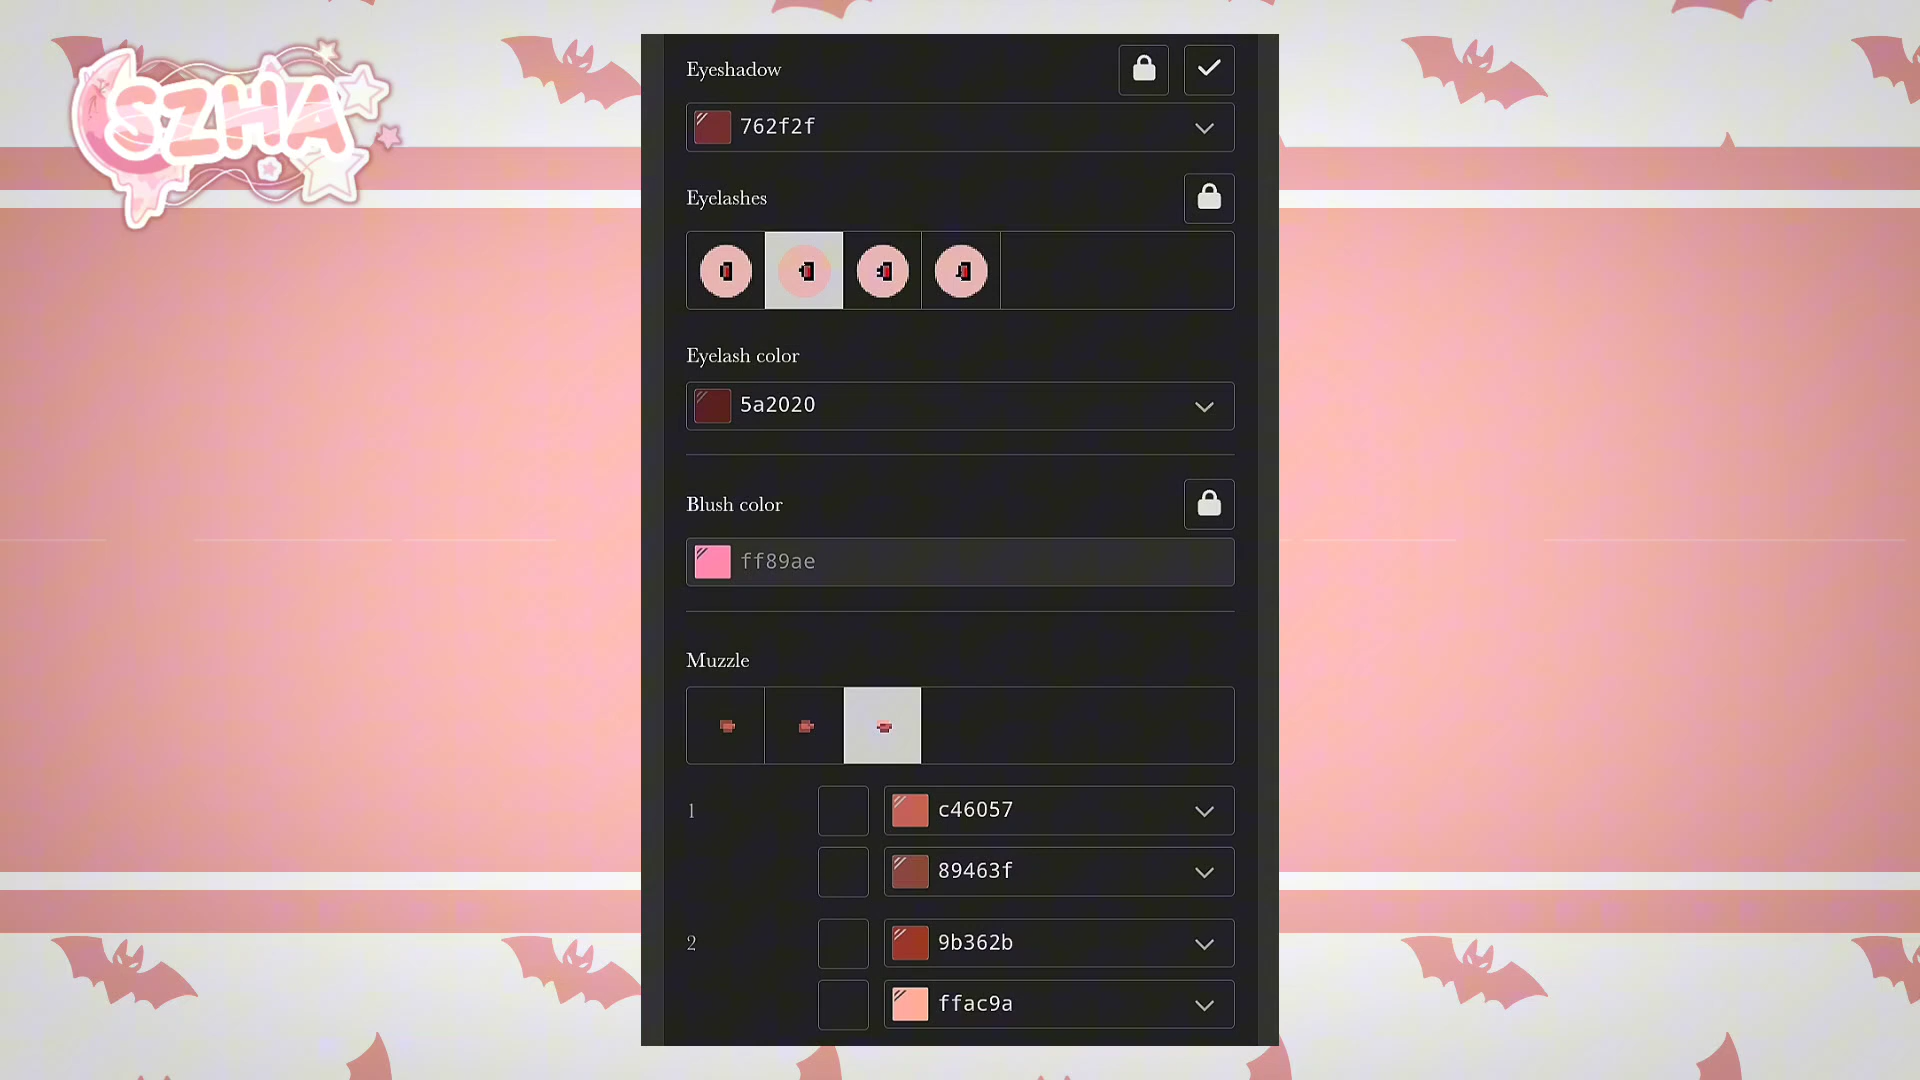 SZHA
Eyeshadow
762f2f
Eyelashes
Eyelash color
5a2020
Blush color
ff89ae
Muzzle
1
c46057
89463f
2
9b362b
ffac9a